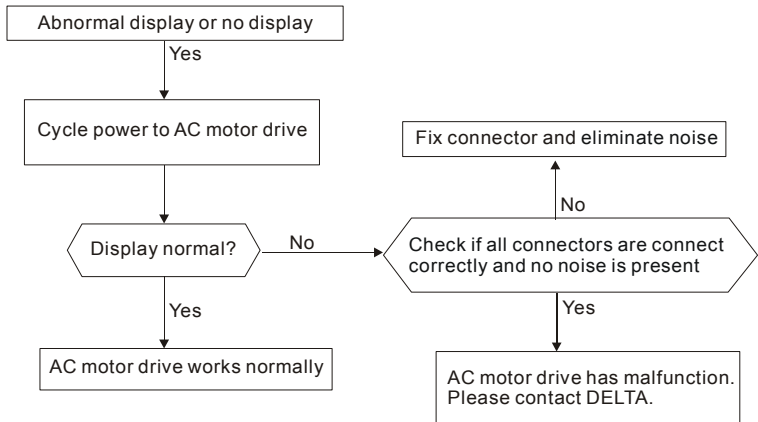 Abnormal display or no display
Yes
Cycle power to AC motor drive
Fix connector and eliminate noise
No
Display normal?
No
Check if all connectors are connect
correctly and no noise is present
Yes
Yes
AC motor drive works normally
AC motor drive has malfunction.
Please contact DELTA.